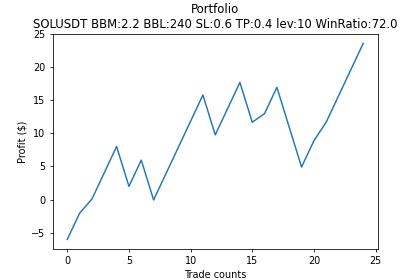 Portfolio
SOLUSDT BBM:2.2 BBL:240 SL:0.6 TP:0.4 lev:10 WinRatio:72.0
25
20
15
10
5
0
−5
Profit ($)
0 5 10 15 20 25
Trade counts